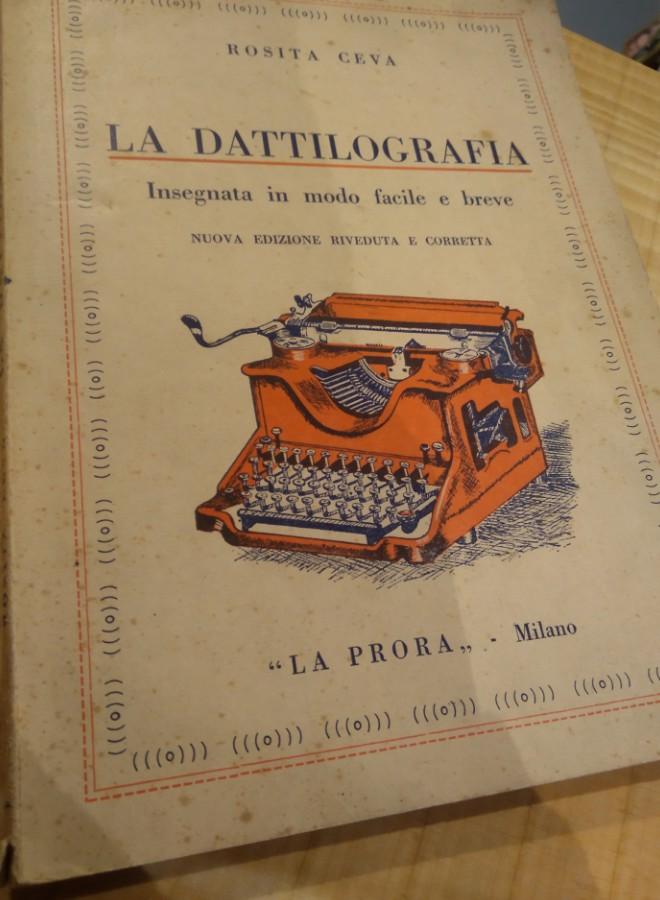 ROSITA CEVA
LA DATTILOGRAFIA
Insegnata in modo facile e breve
NUOVA EDIZIONE RIVEDUTA E CORRETTA
“LA PRORA„ - Milano